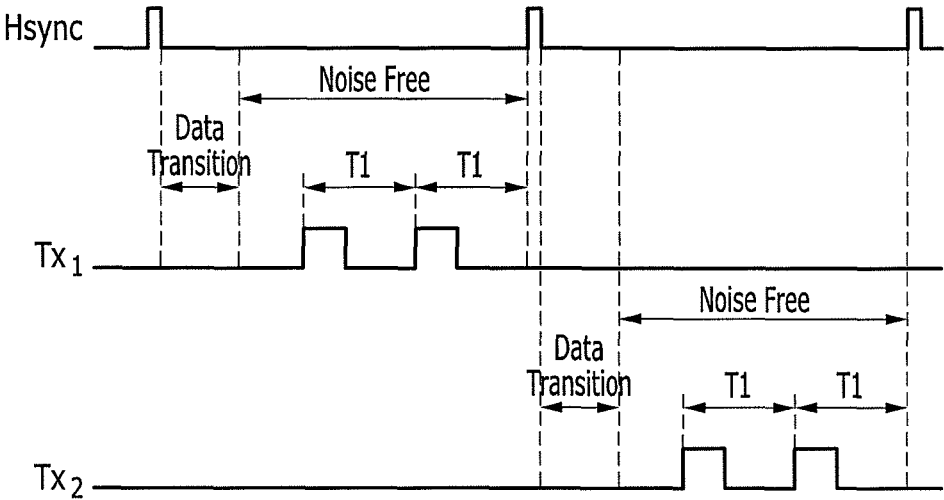 Hsync
Noise Free
Data
Transition
T1 T1
Tx1
Noise Free
Data
Transition
T1 T1
Tx2